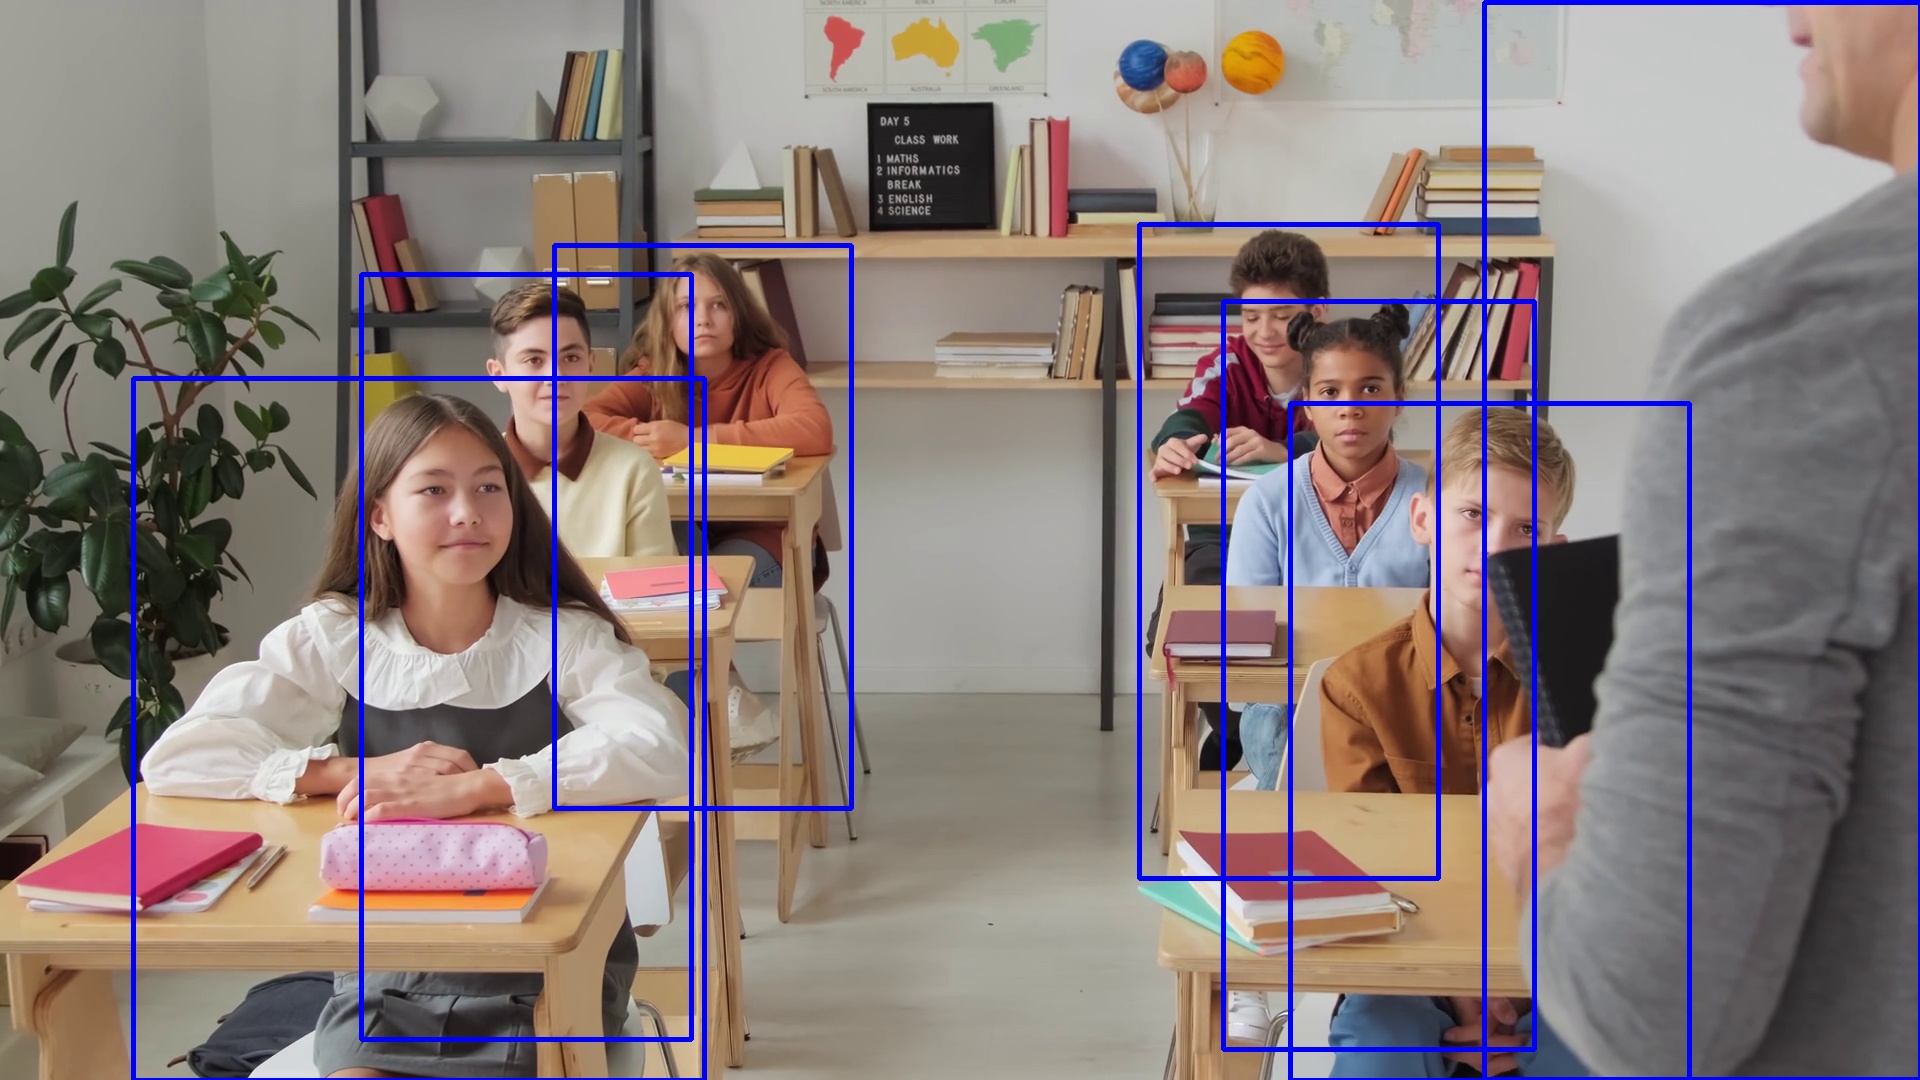 NORTH AMERICA AFRICA EUROPE
SOUTH AMERICA AUSTRALIA GREENLAND
DAY 5
CLASS WORK
1 MATHS
2 INFORMATICS
BREAK
3 ENGLISH
4 SCIENCE